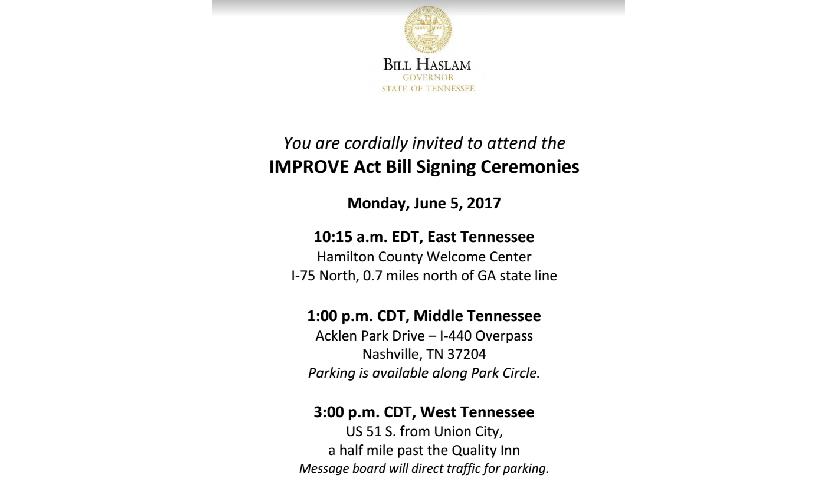 BILL HASLAM
GOVERNOR
STATE OF TENNESSEE
You are cordially invited to attend the
IMPROVE Act Bill Signing Ceremonies
Monday, June 5, 2017
10:15 a.m. EDT, East Tennessee
Hamilton County Welcome Center
I-75 North, 0.7 miles north of GA state line
1:00 p.m. CDT, Middle Tennessee
Acklen Park Drive – I-440 Overpass
Nashville, TN 37204
Parking is available along Park Circle.
3:00 p.m. CDT, West Tennessee
US 51 S. from Union City,
a half mile past the Quality Inn
Message board will direct traffic for parking.